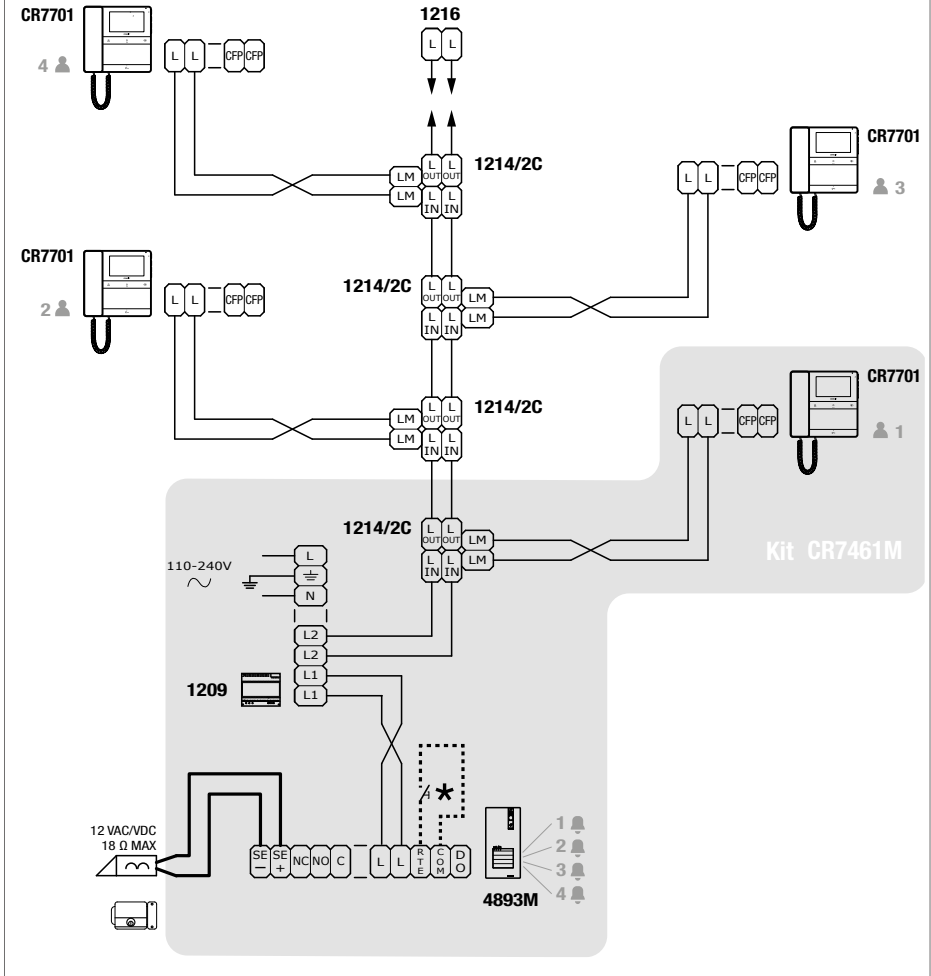 CR7701
4
L L CFP CFP
1216
L L
LM L OUT L OUT 1214/2C
LM L IN L IN
CR7701
L L CFP CFP
3
CR7701
2
L L CFP CFP
1214/2C L OUT L OUT LM
L IN L IN LM
CR7701
L L CFP CFP
1
LM L OUT L OUT 1214/2C
LM L IN L IN
1214/2C L OUT L OUT LM
L IN L IN LM
Kit CR7461M
110-240V
L
N
L2
L2
L1
L1
1209
12 VAC/VDC
18 Ω MAX
SE - SE + NC NO C L L RTE COM DO
*
1
2
3
4
4893M